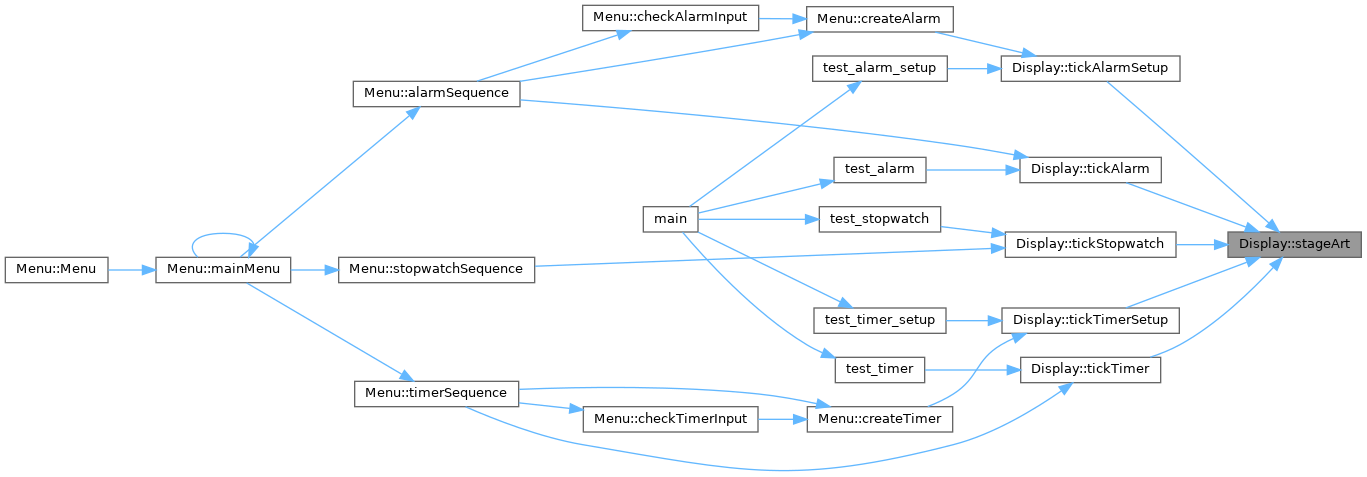 Menu::checkAlarmInput
Menu::createAlarm
test_alarm_setup
Display::tickAlarmSetup
Menu::alarmSequence
test_alarm
Display::tickAlarm
main
test_stopwatch
Display::tickStopwatch
Display::stageArt
Menu::Menu
Menu::mainMenu
Menu::stopwatchSequence
test_timer_setup
Display::tickTimerSetup
test_timer
Display::tickTimer
Menu::timerSequence
Menu::checkTimerInput
Menu::createTimer